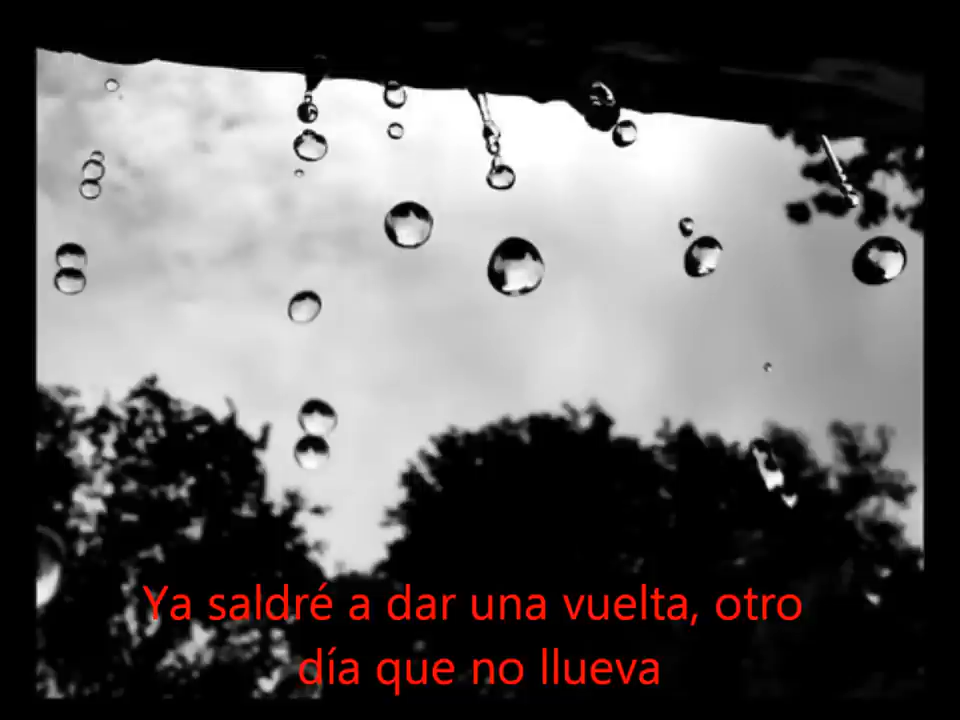 Ya saldré a dar una vuelta, otro
día que no llueva